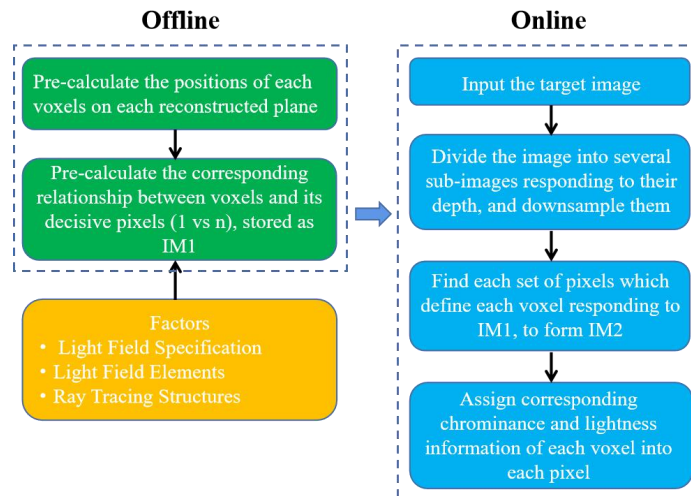 Offline
Pre-calculate the positions of each
voxels on each reconstructed plane
Pre-calculate the corresponding
relationship between voxels and its
decisive pixels (1 vs n), stored as
IM1
Factors
• Light Field Specification
• Light Field Elements
• Ray Tracing Structures
Online
Input the target image
Divide the image into several
sub-images responding to their
depth, and downsample them
Find each set of pixels which
define each voxel responding to
IM1, to form IM2
Assign corresponding
chrominance and lightness
information of each voxel into
each pixel